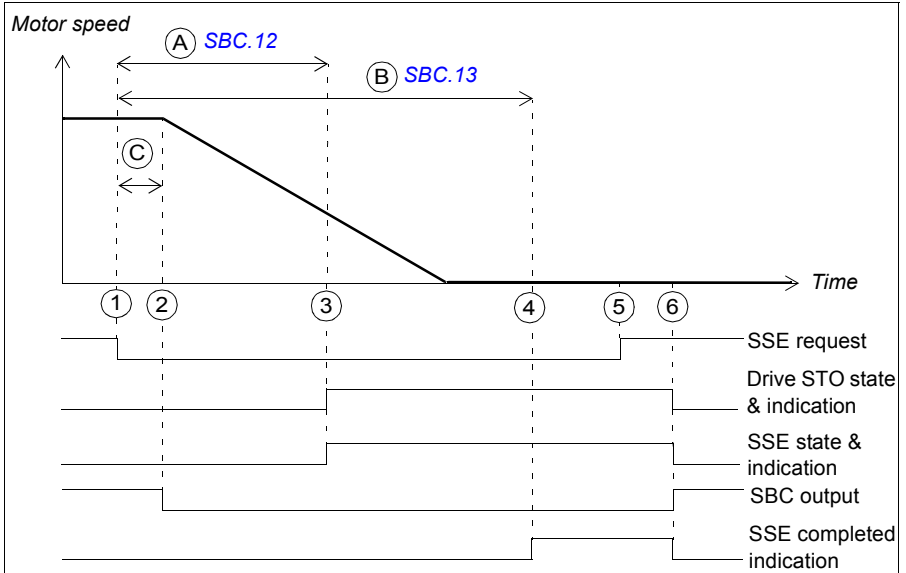 Motor speed
A SBC.12
B SBC.13
C
Time
1 2 3 4 5 6
SSE request
Drive STO state
& indication
SSE state &
indication
SBC output
SSE completed
indication